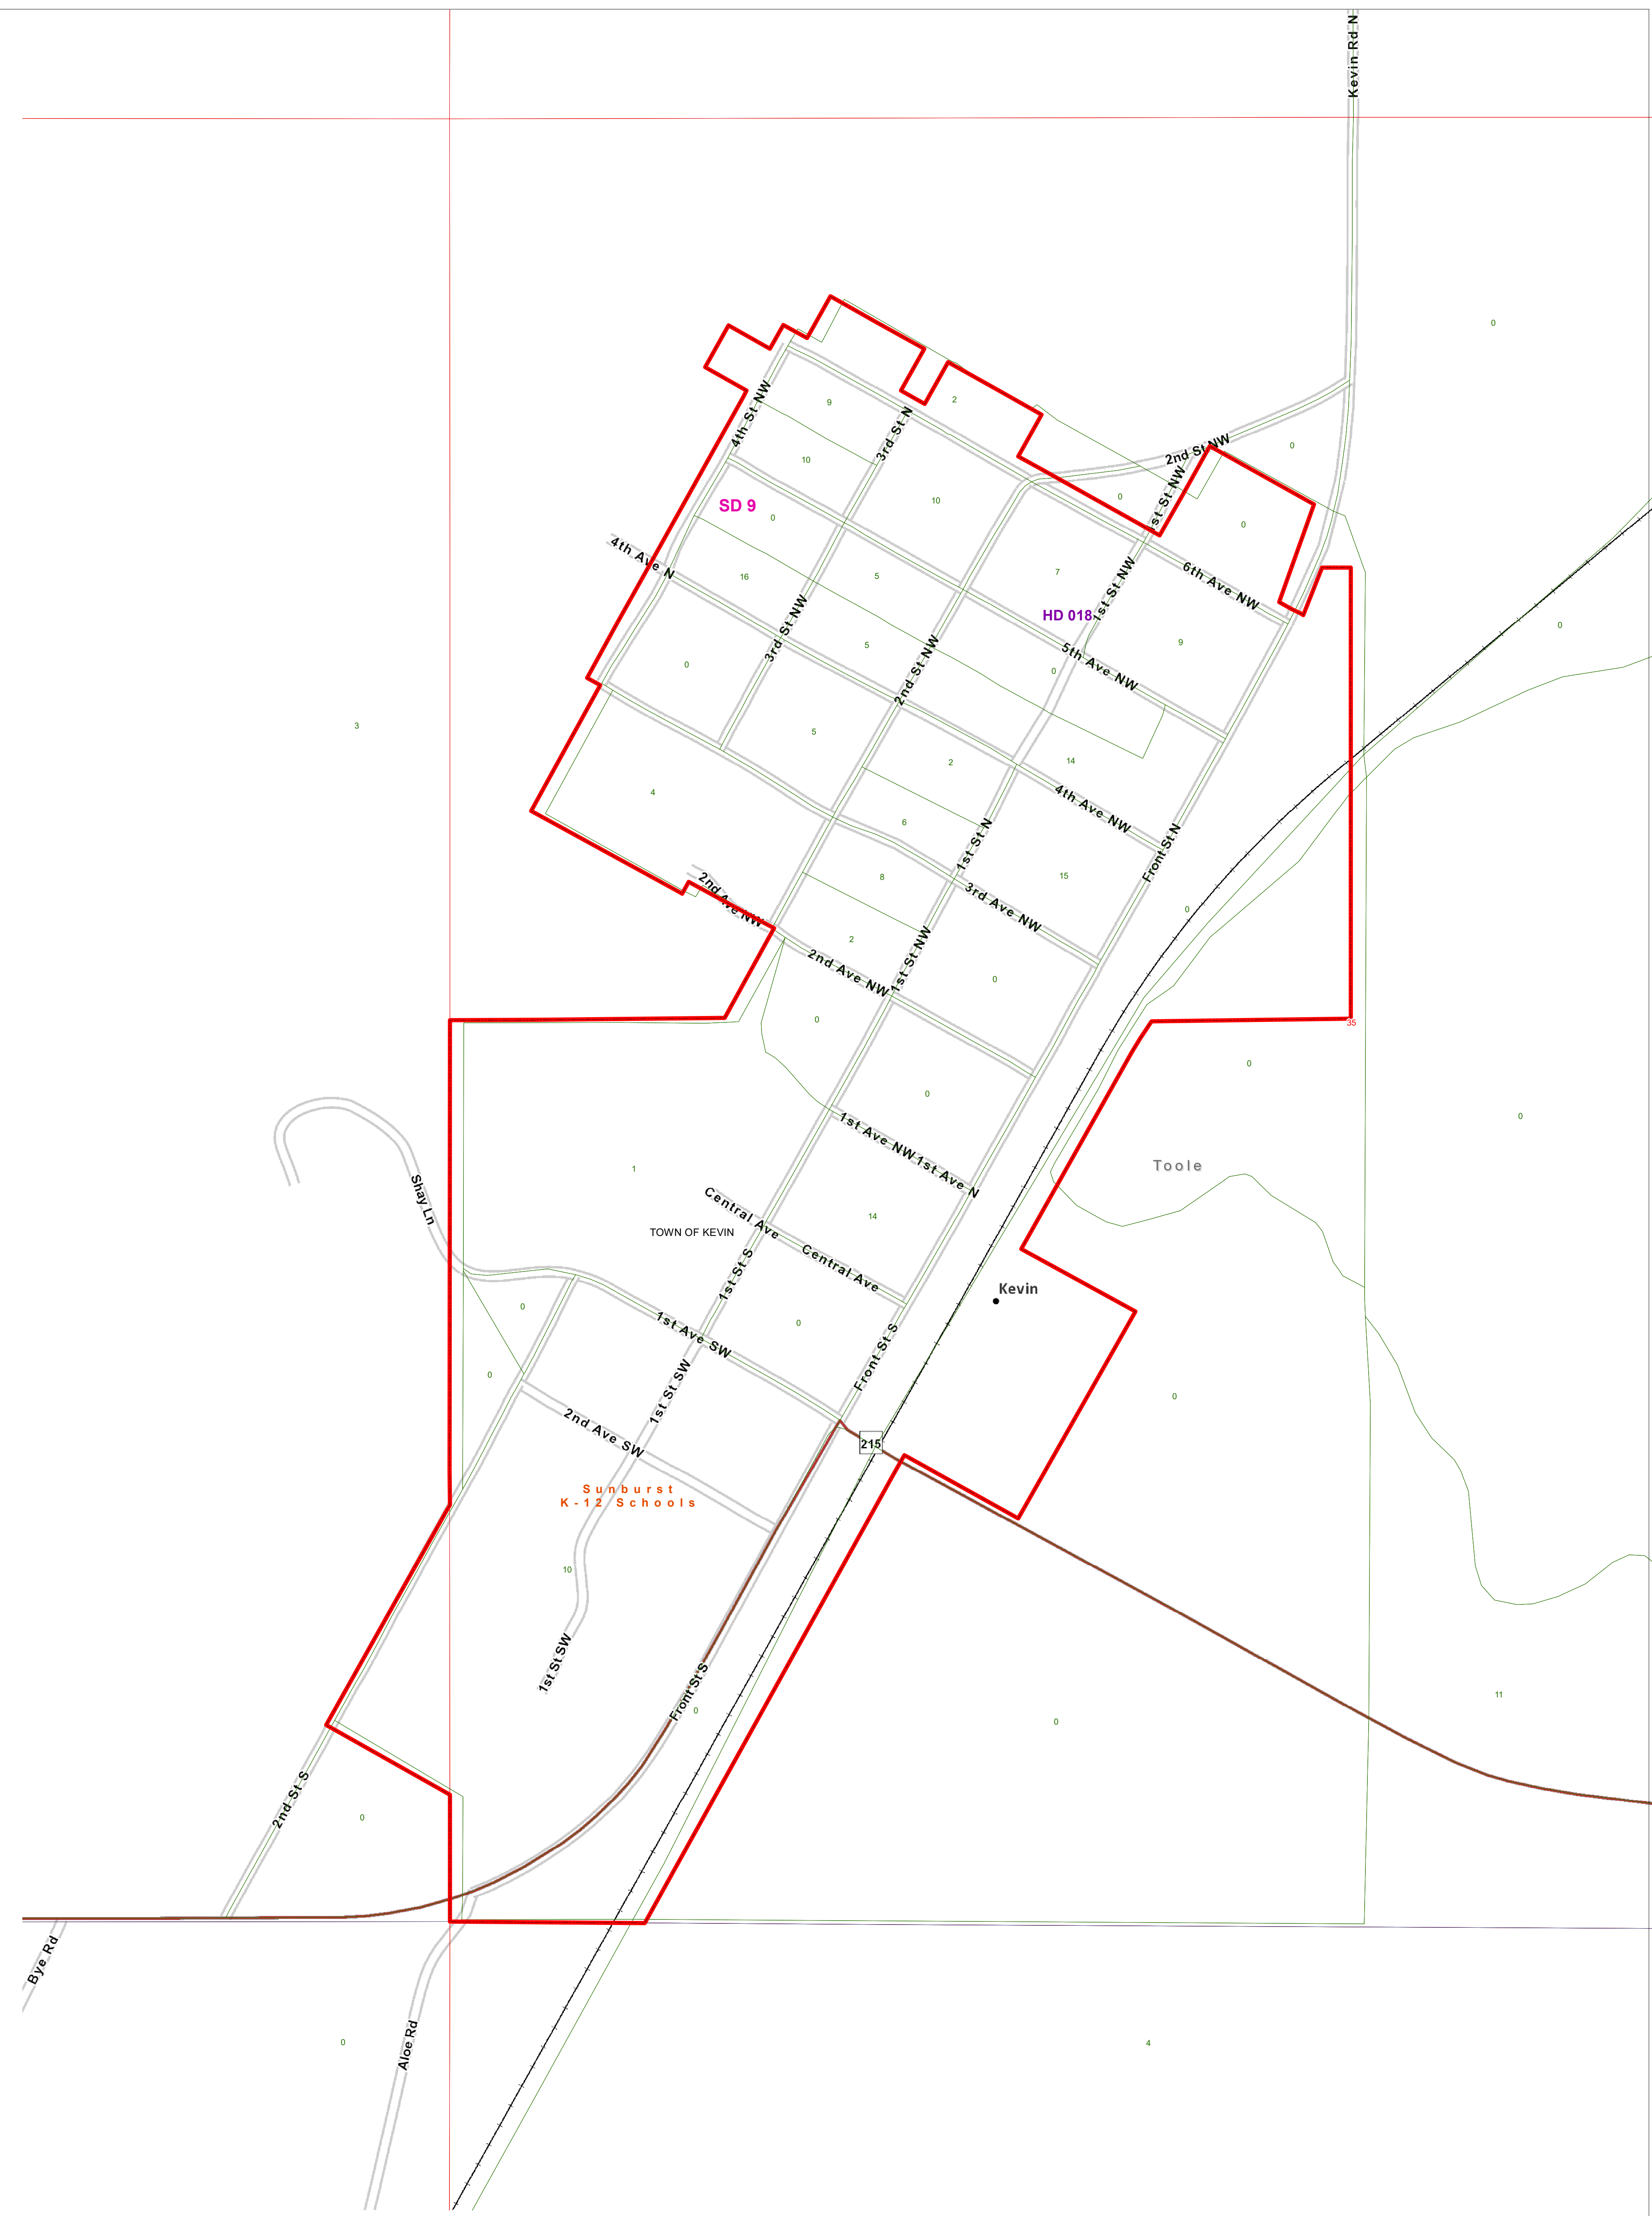 Kevin Rd N
0
2
9
4th St NW
3rd St N
2nd St NW
0
10
1st St NW
0
10
SD 9
0
0
4th Ave N
16
5
7
6th Ave NW
HD 018
1st St NW
0
3rd St NW
5
0
5th Ave NW
9
0
2nd St NW
3
5
2
14
4
4th Ave NW
6
1st St N
Front St N
8
15
2nd Ave NW
3rd Ave NW
0
2
1st St NW
2nd Ave NW
0
0
35
0
0
0
1st Ave NW
1st Ave N
Toole
1
Shay Ln
Central Ave
14
TOWN OF KEVIN
Central Ave
1st St S
Kevin
0
1st Ave SW
0
Front St S
0
1st St SW
0
2nd Ave SW
215
Sunburst
K-12 Schools
10
1st St SW
Front St S
0
0
11
2nd St S
0
Bye Rd
Aloe Rd
0
4